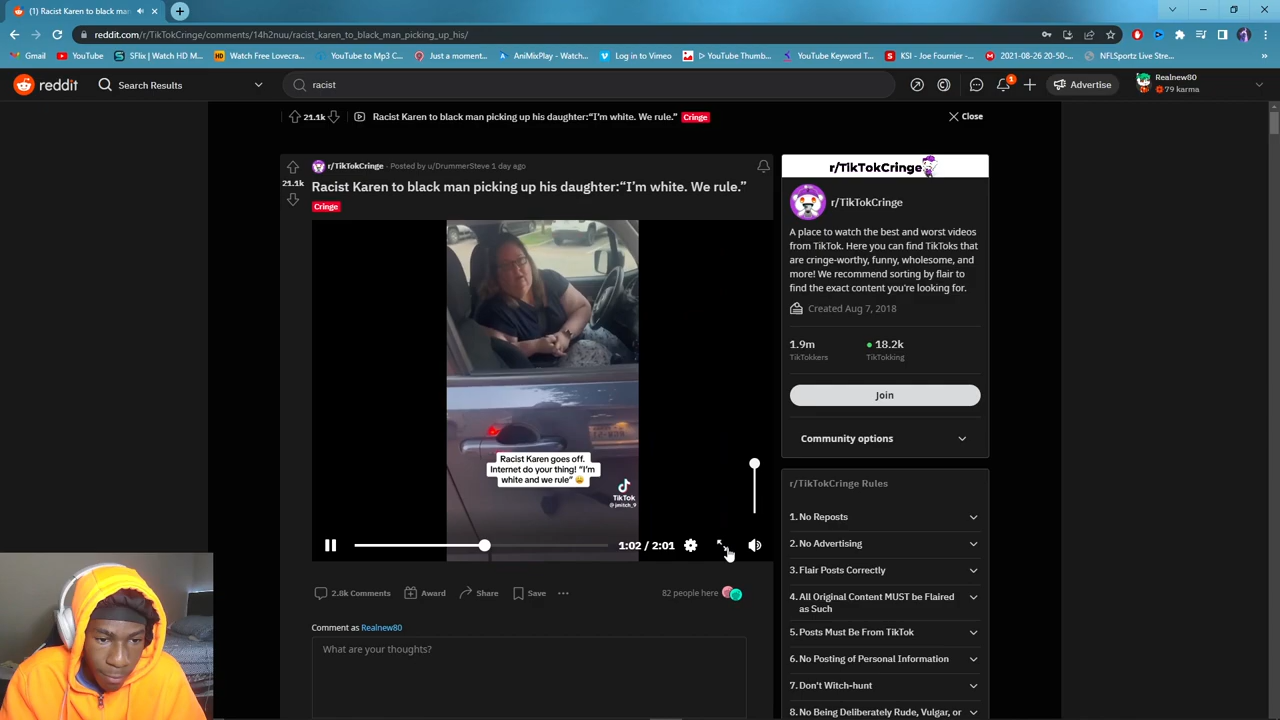 (1) Racist Karen to black man
reddit.com/r/TikTokCringe/comments/14h2nuu/racist_karen_to_black_man_picking_up_his/
Gmail
YouTube
SFlix | Watch HD M...
Watch Free Lovecra...
YouTube to Mp3 C...
Just a moment...
AniMixPlay - Watch...
Log in to Vimeo
▷ YouTube Thumb...
YouTube Keyword T...
KSI - Joe Fournier -...
2021-08-26 20-50-...
NFLSportz Live Stre...
»
reddit
Search Results
racist
1
Advertise
Realnew80
79 karma
21.1k
Racist Karen to black man picking up his daughter:“I’m white. We rule.”
Cringe
Close
r/TikTokCringe · Posted by u/DrummerSteve 1 day ago
21.1k
Racist Karen to black man picking up his daughter:“I’m white. We rule.”
Cringe
Racist Karen goes off.
Internet do your thing! “I’m
white and we rule” 😩
TikTok
@jmitch_9
1:02 / 2:01
2.8k Comments
Award
Share
Save
82 people here
Comment as Realnew80
What are your thoughts?
r/TikTokCringe
r/TikTokCringe
A place to watch the best and worst videos
from TikTok. Here you can find TikToks that
are cringe-worthy, funny, wholesome, and
more! We recommend sorting by flair to
find the exact content you're looking for.
Created Aug 7, 2018
1.9m
18.2k
TikTokkers
TikTokking
Join
Community options
r/TikTokCringe Rules
1. No Reposts
2. No Advertising
3. Flair Posts Correctly
4. All Original Content MUST be Flaired
as Such
5. Posts Must Be From TikTok
6. No Posting of Personal Information
7. Don't Witch-hunt
8. No Being Deliberately Rude, Vulgar, or